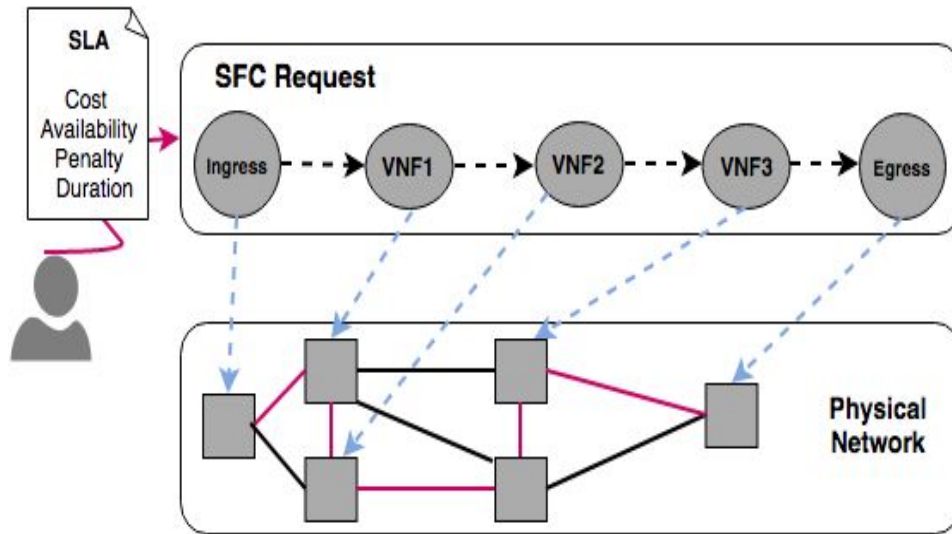 SLA
Cost
Availability
Penalty
Duration
SFC Request
Ingress
VNF1
VNF2
VNF3
Egress
Physical
Network